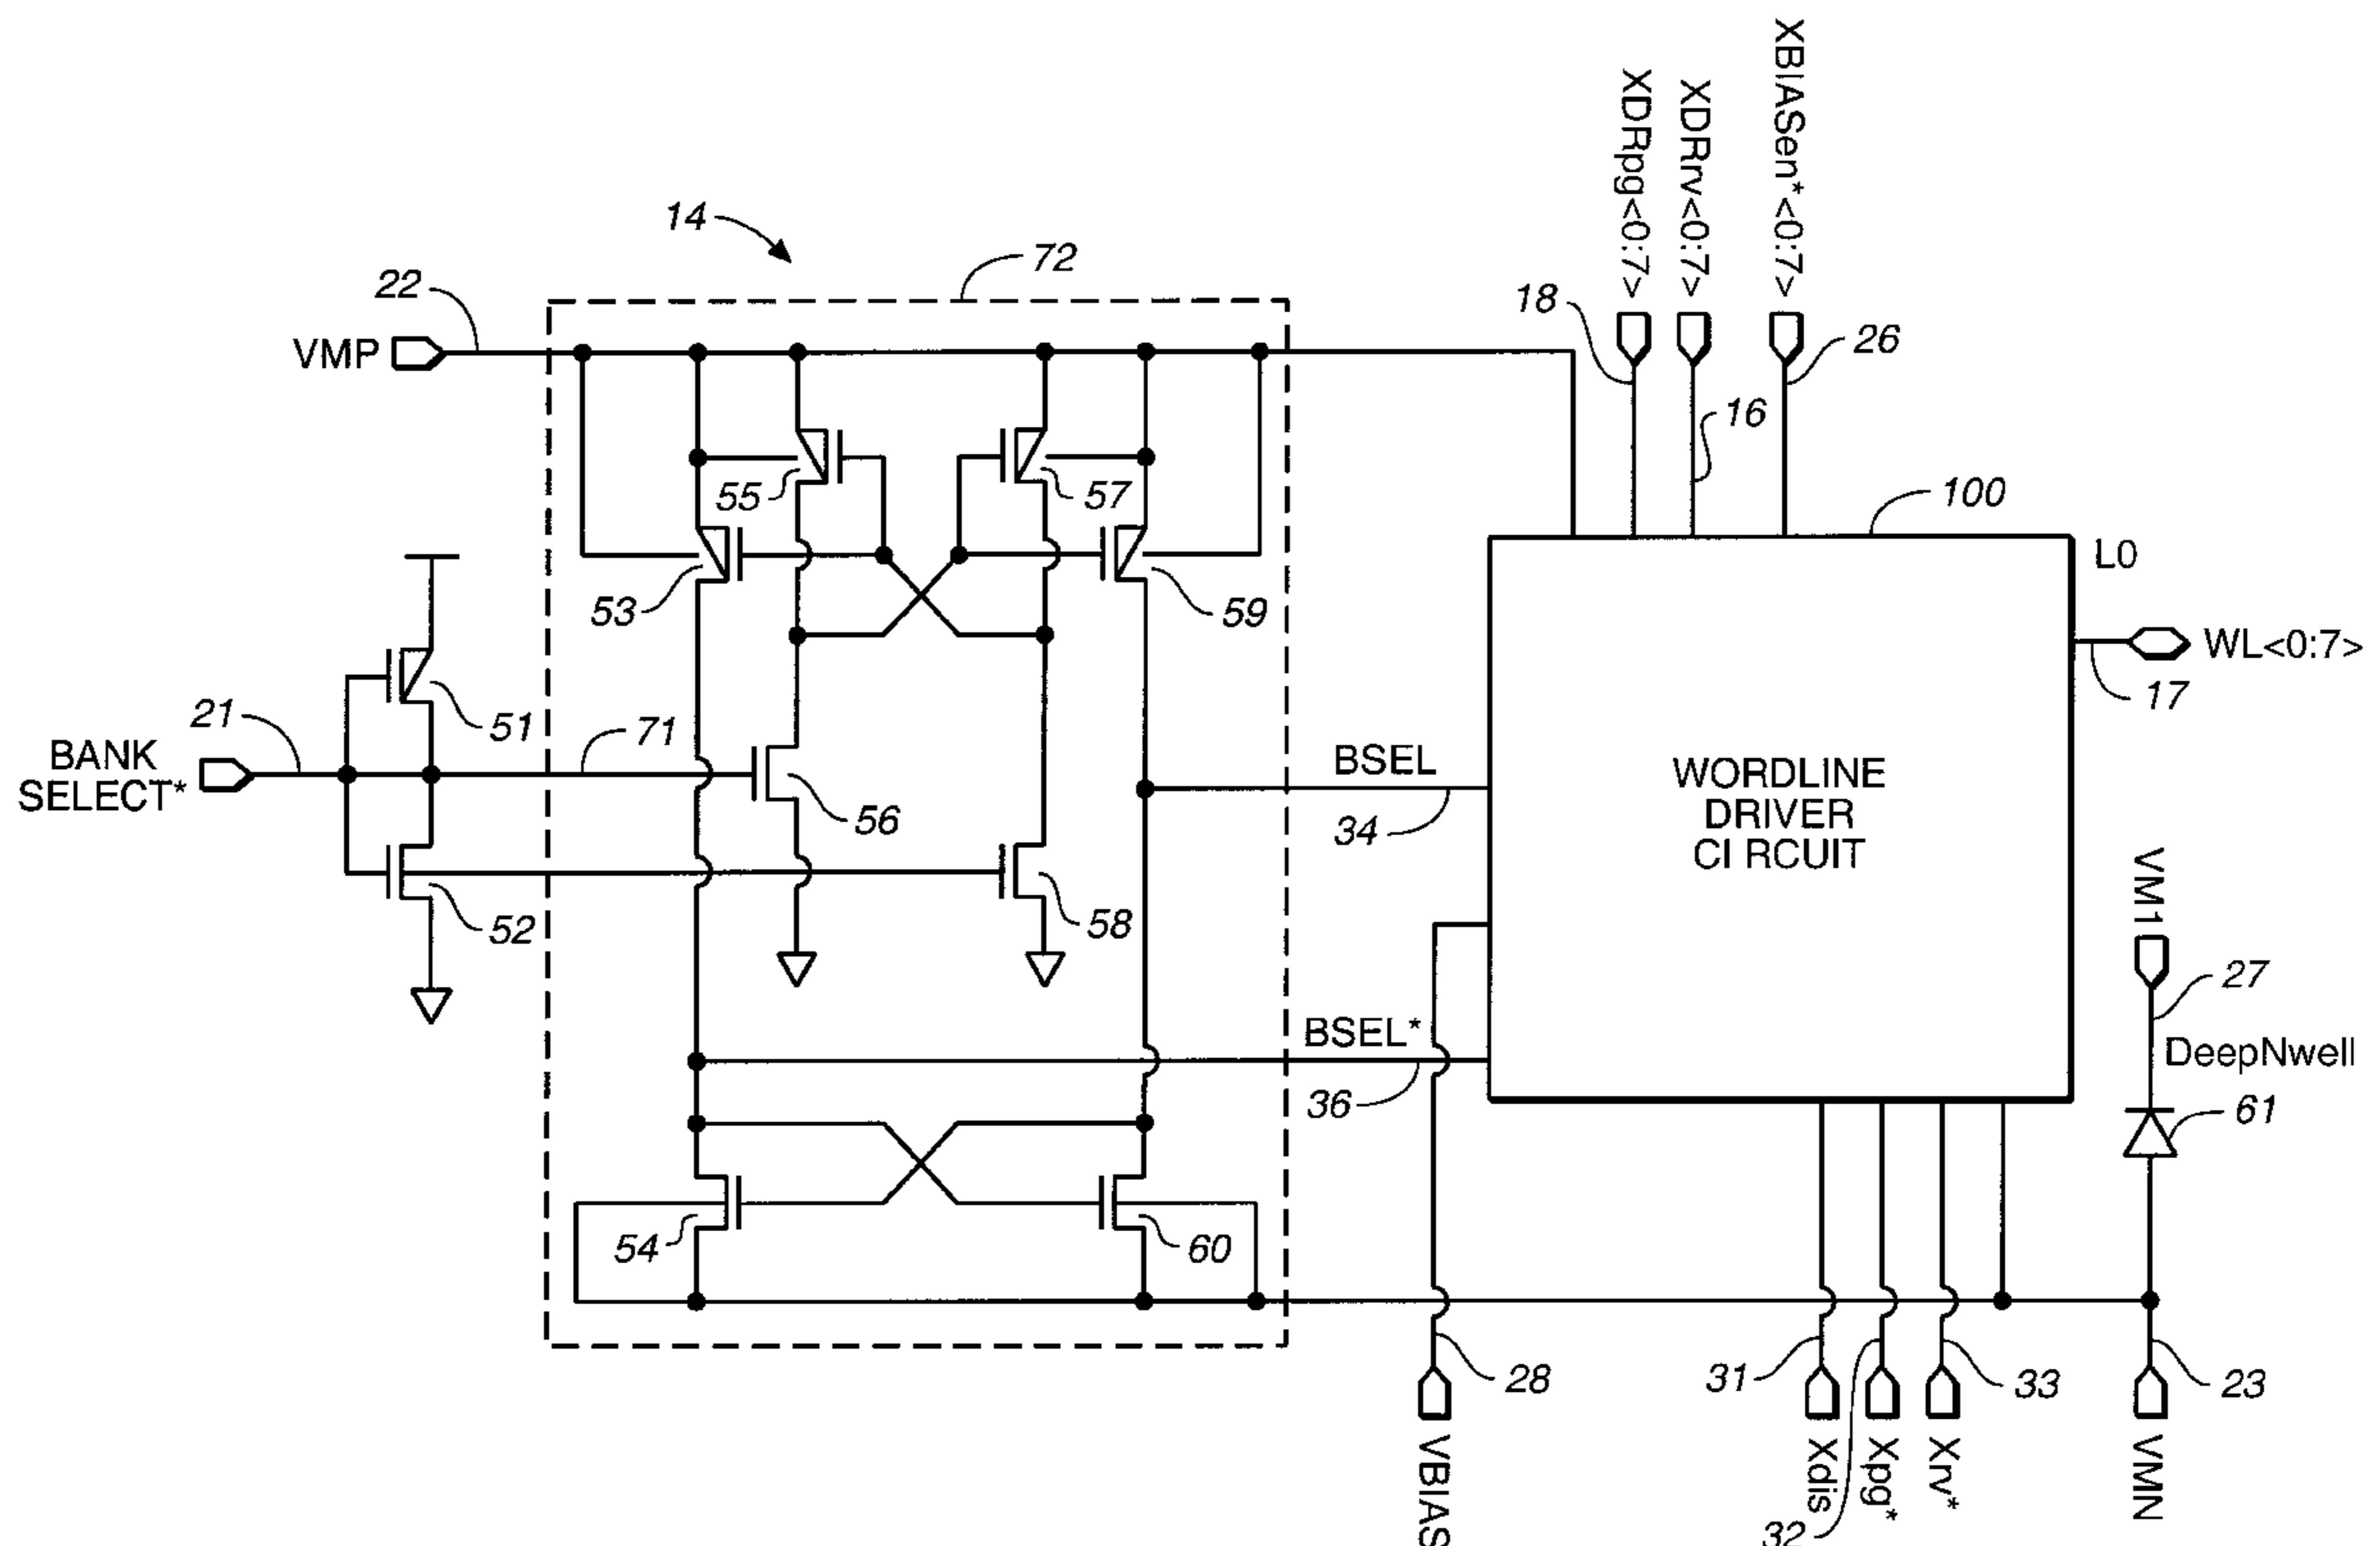 XDRpg<0:7>
XDRrv<0:7>
XBIASen*<0:7>
14
72
22
VMP
18
26
16
55
57
100
L0
53
59
WL<0:7>
17
21
51
71
BANK
SELECT*
BSEL
34
WORDLINE
DRIVER
CI RCUIT
56
52
58
VM1
27
BSEL*
36
DeepNwell
61
54
60
28
31
33
23
VBIAS
Xdis
Xpg*
Xrv*
VMN
32